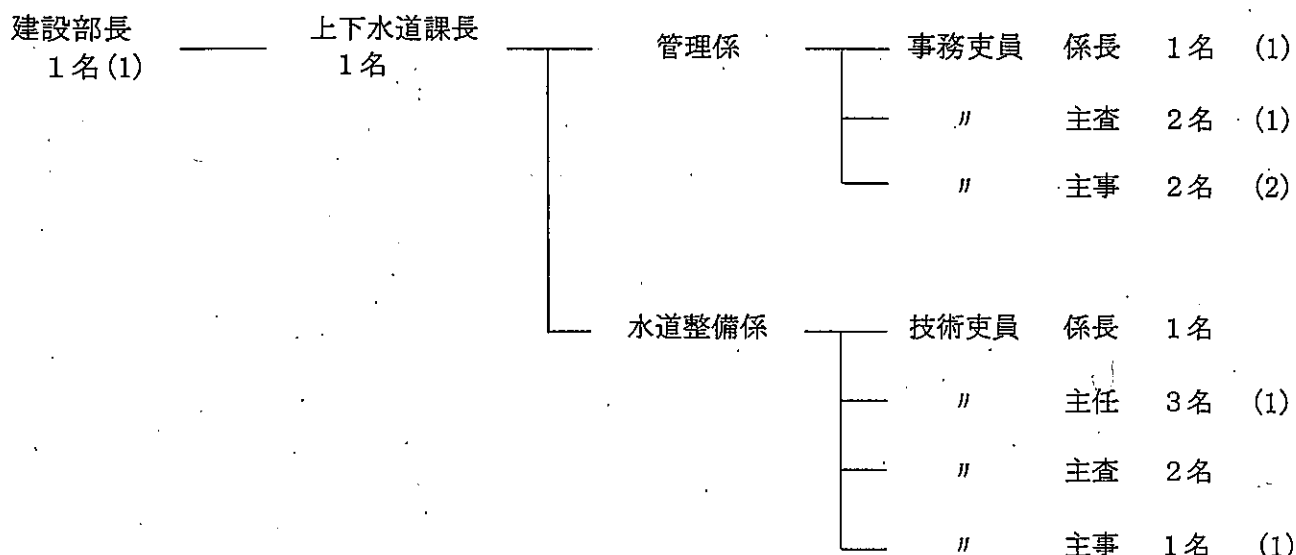 建設部長 上下水道課長 管理係 事務吏員 係長 1名 (1)
1名(1) 1名
〃 主査 2名 (1)
〃 主事 2名 (2)
水道整備係 技術吏員 係長 1名
〃 主任 3名 (1)
〃 主査 2名
〃 主事 1名 (1)